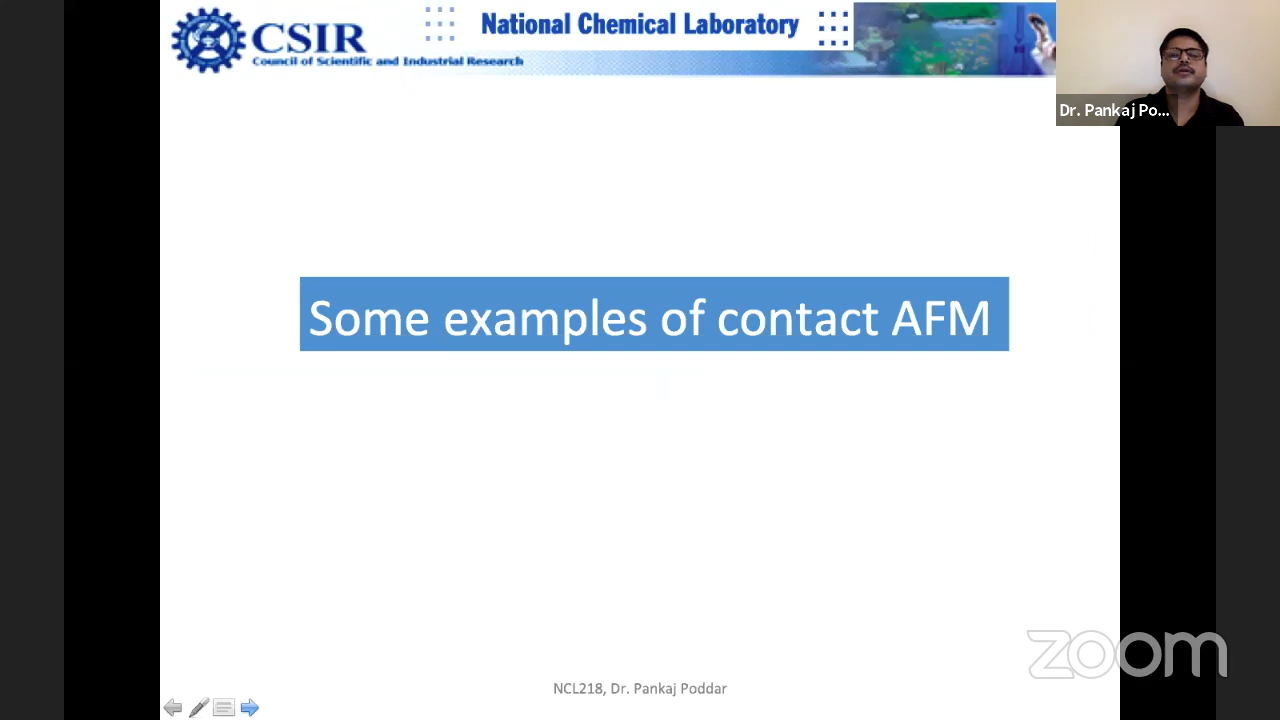 CSIR
Council of Scientific and Industrial Research
National Chemical Laboratory
Dr. Pankaj Po...
Some examples of contact AFM
zoom
NCL218, Dr. Pankaj Poddar